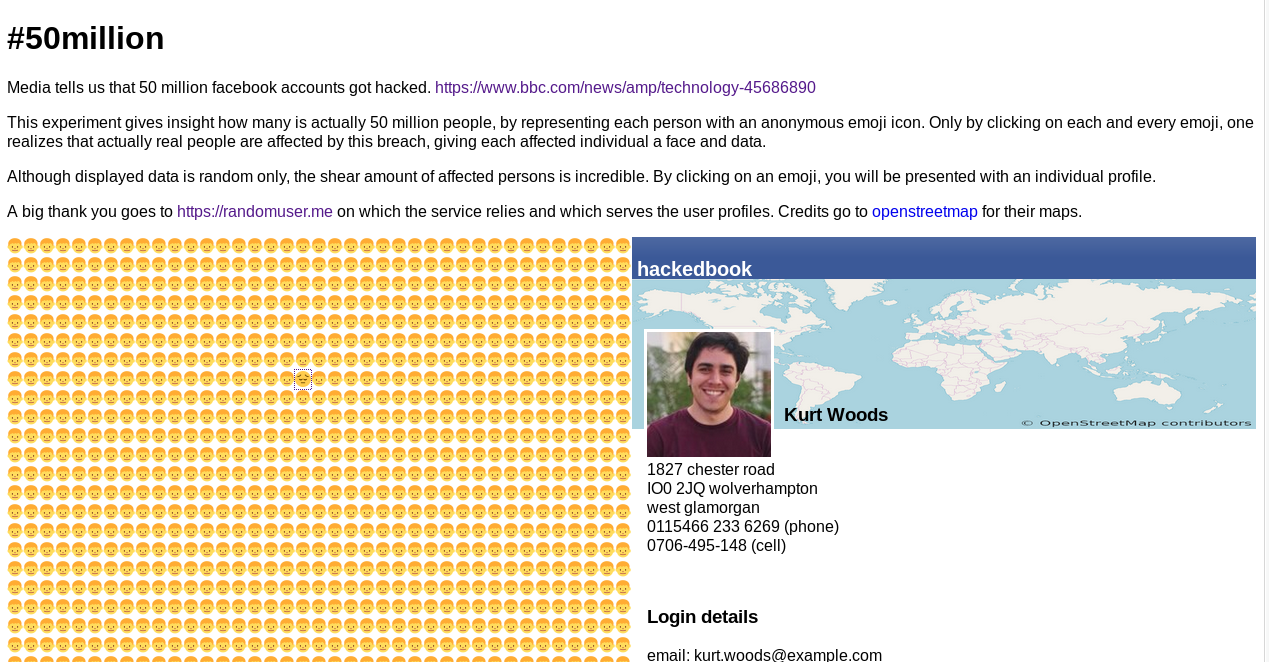 #50million
Media tells us that 50 million facebook accounts got hacked. https://www.bbc.com/news/amp/technology-45686890
This experiment gives insight how many is actually 50 million people, by representing each person with an anonymous emoji icon. Only by clicking on each and every emoji, one
realizes that actually real people are affected by this breach, giving each affected individual a face and data.
Although displayed data is random only, the shear amount of affected persons is incredible. By clicking on an emoji, you will be presented with an individual profile.
A big thank you goes to https://randomuser.me on which the service relies and which serves the user profiles. Credits go to openstreetmap for their maps.
hackedbook
Kurt Woods
© OpenStreetMap contributors
1827 chester road
IO0 2JQ wolverhampton
west glamorgan
0115466 233 6269 (phone)
0706-495-148 (cell)
Login details
email: kurt.woods@example.com